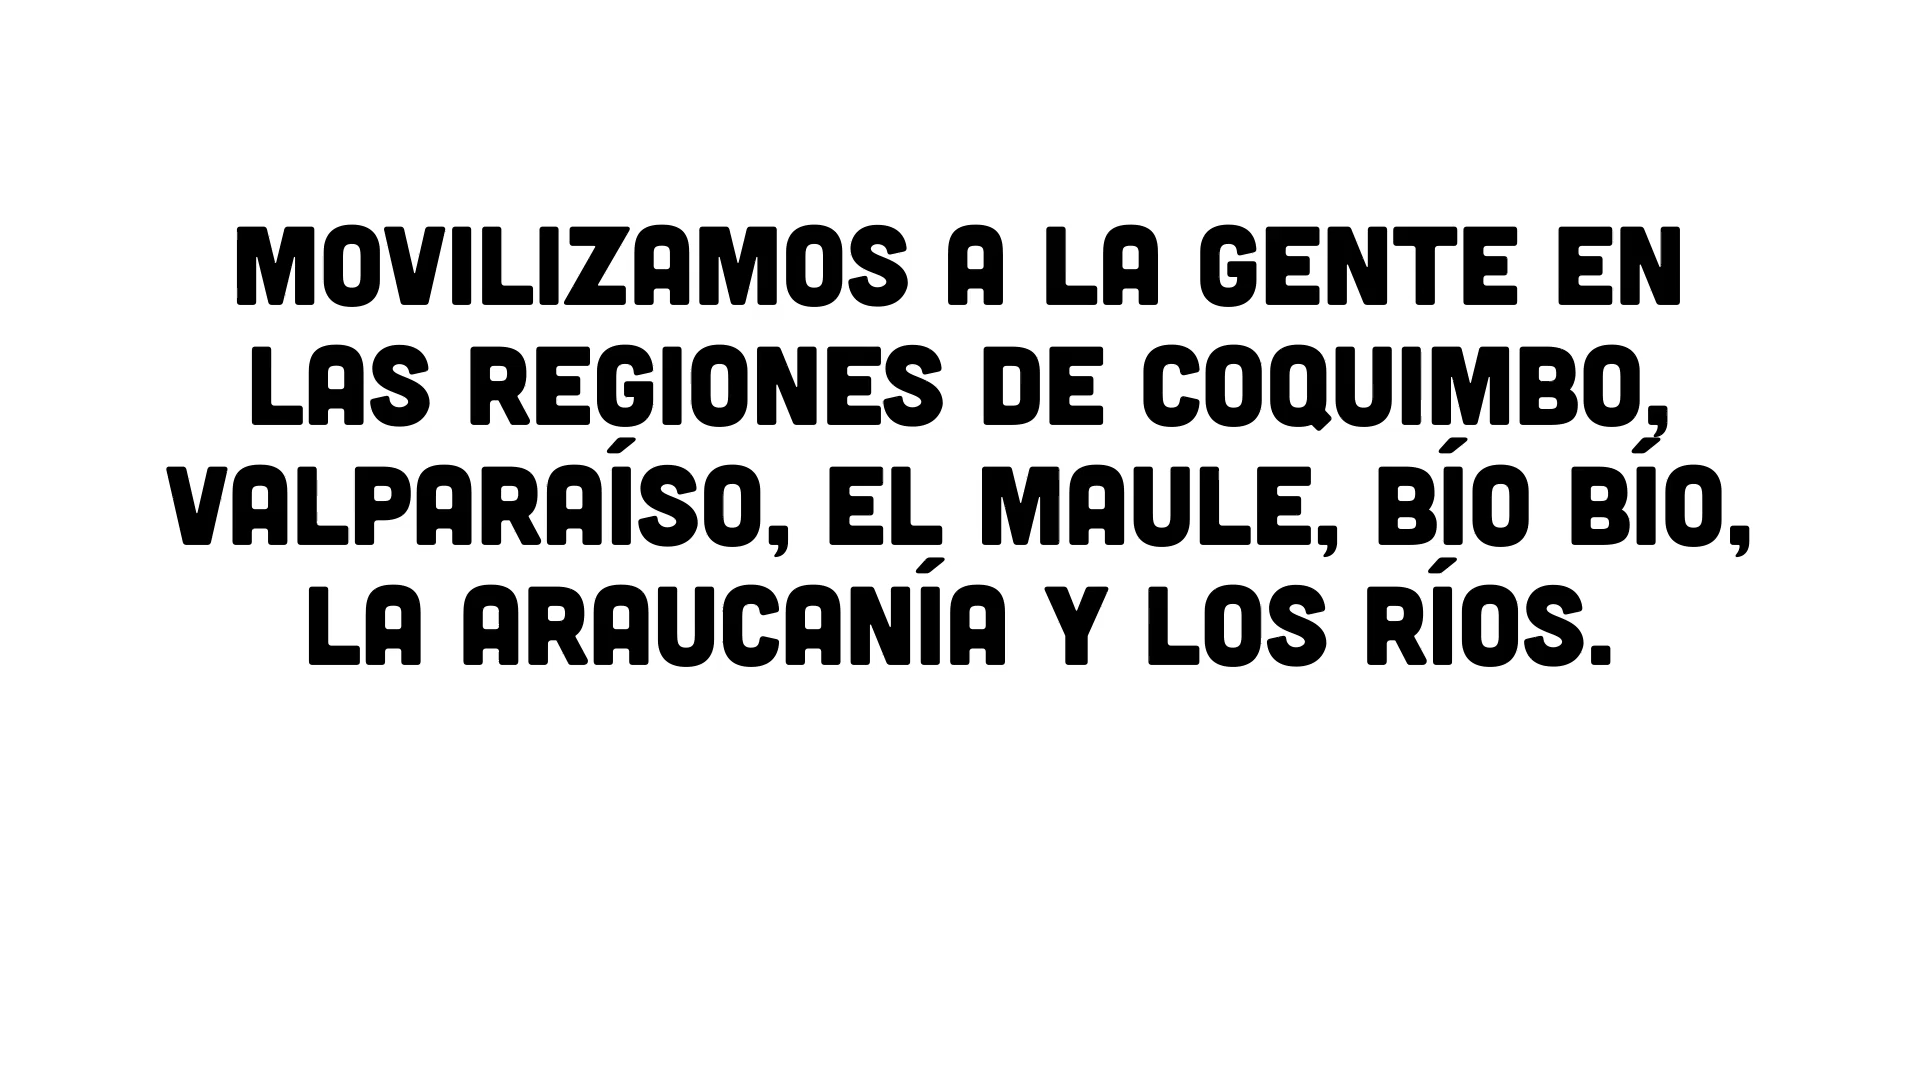 MOVILIZAMOS A LA GENTE EN
LAS REGIONES DE COQUIMBO,
VALPARAÍSO, EL MAULE, BÍO BÍO,
LA ARAUCANÍA Y LOS RÍOS.